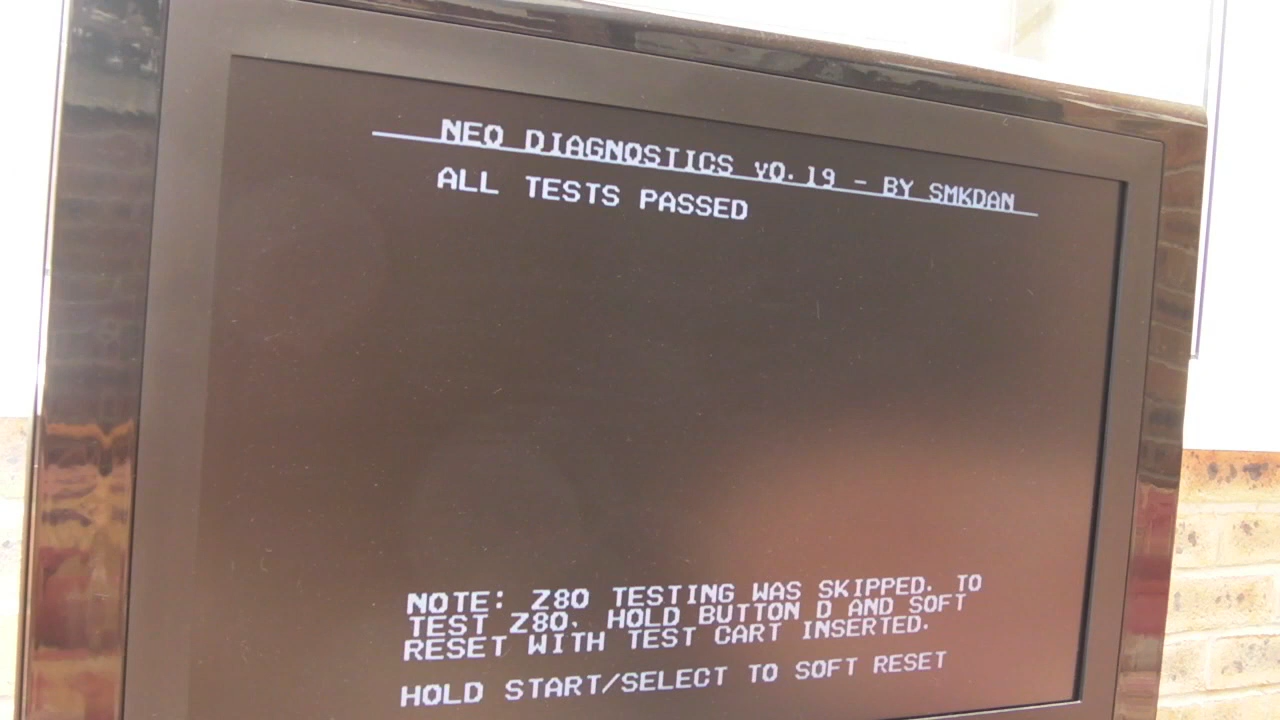 NEO DIAGNOSTICS v0.19 - BY SMKDAN
ALL TESTS PASSED
NOTE: Z80 TESTING WAS SKIPPED. TO
TEST Z80, HOLD BUTTON D AND SOFT
RESET WITH TEST CART INSERTED.
HOLD START/SELECT TO SOFT RESET